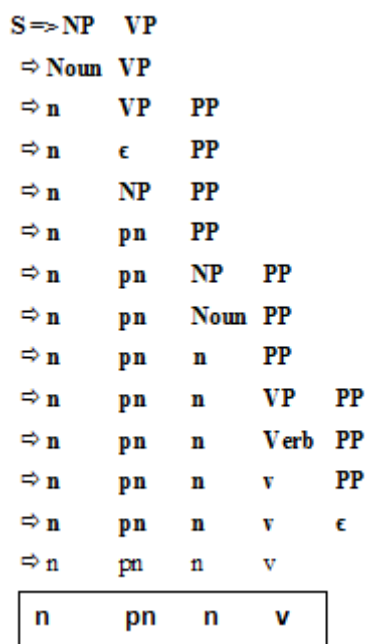 S => NP VP
⇨ Noun VP
⇨ n VP PP
⇨ n ϵ PP
⇨ n NP PP
⇨ n pn PP
⇨ n pn NP PP
⇨ n pn Noun PP
⇨ n pn n PP
⇨ n pn n VP PP
⇨ n pn n Verb PP
⇨ n pn n v PP
⇨ n pn n v ϵ
⇨ n pn n v
n pn n v